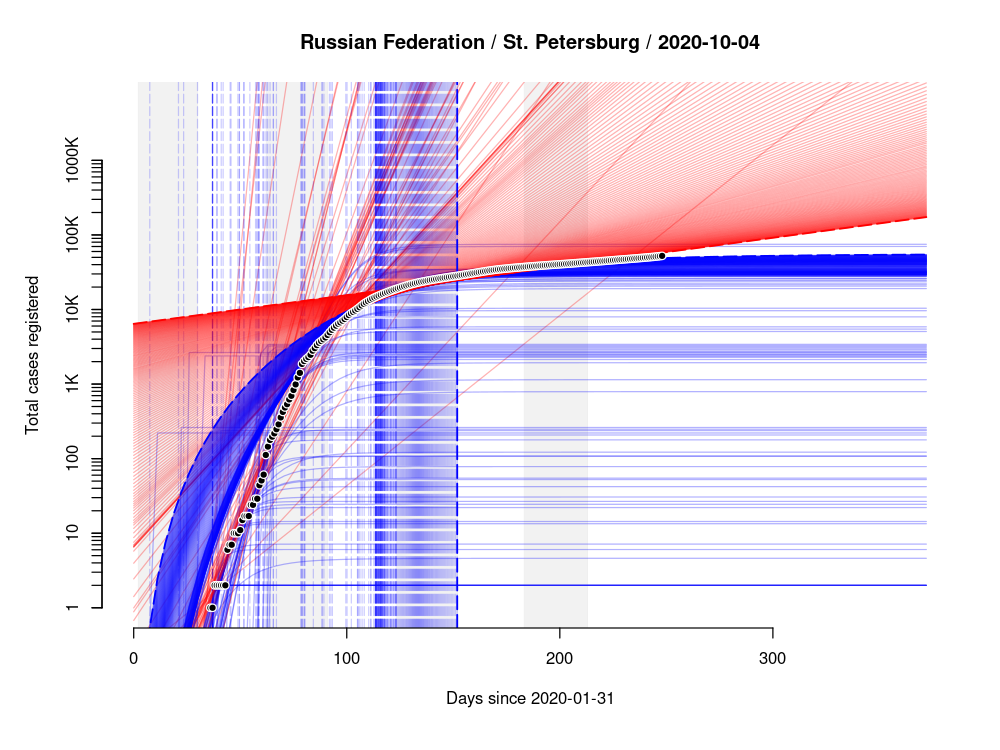 Russian Federation / St. Petersburg / 2020-10-04
Total cases registered
1000K
100K
10K
1K
100
10
1
0
100
200
300
Days since 2020-01-31